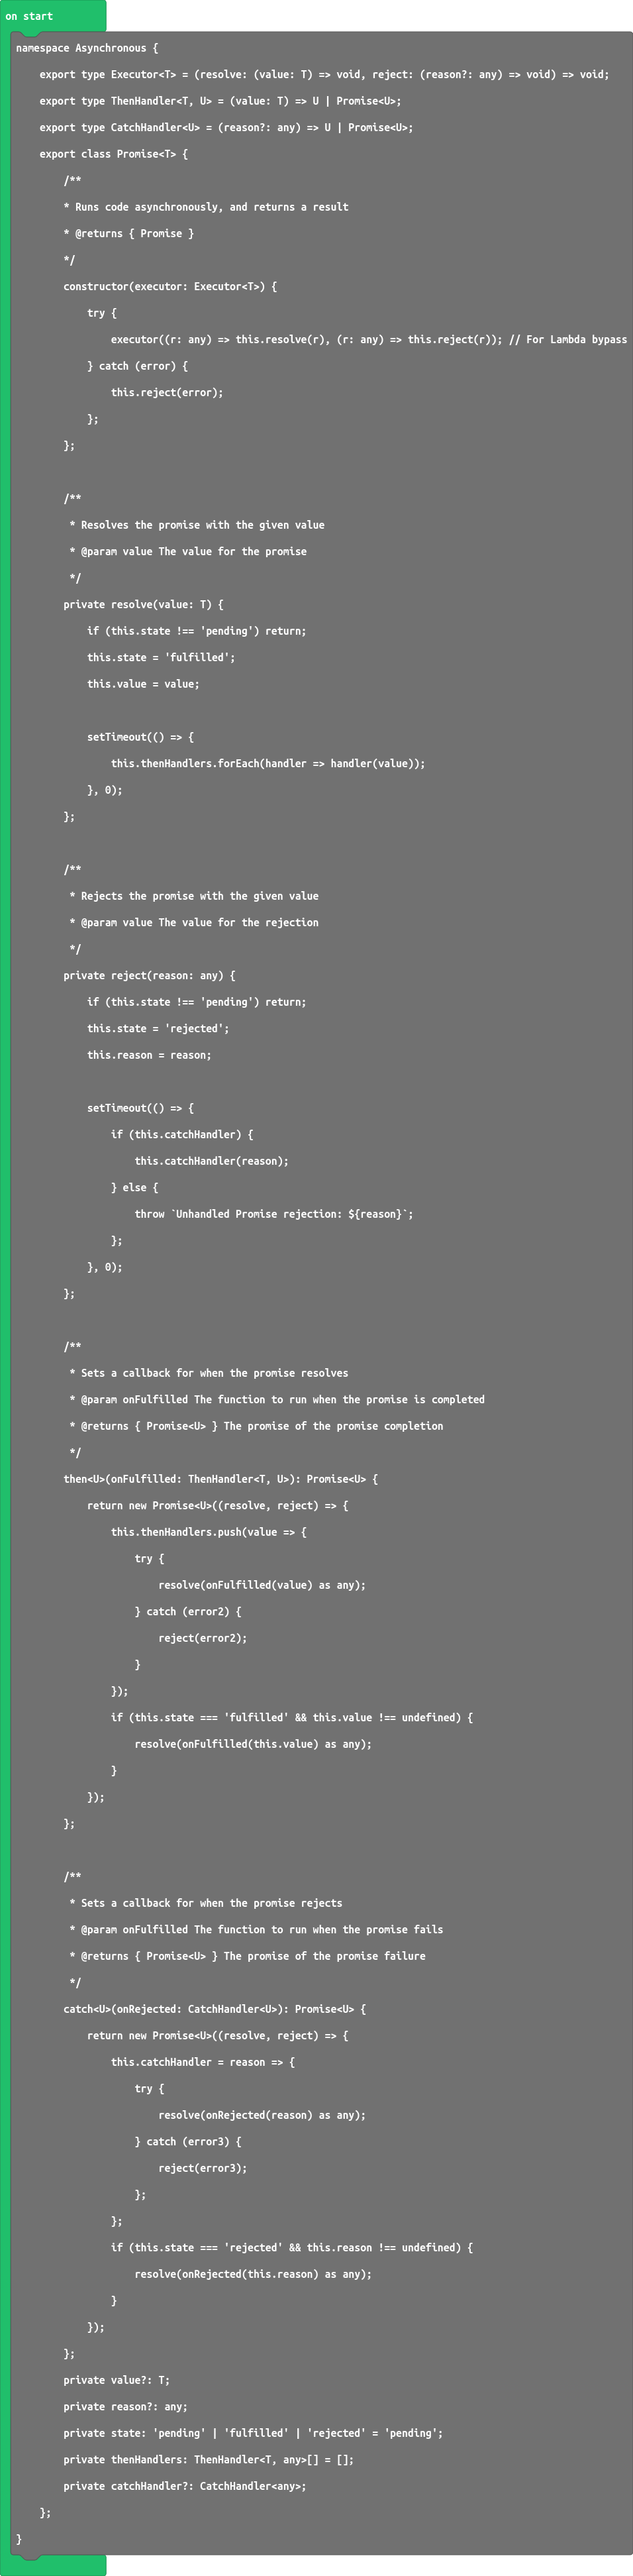 on start
namespace Asynchronous {
    export type Executor<T> = (resolve: (value: T) => void, reject: (reason?: any) => void) => void;
    export type ThenHandler<T, U> = (value: T) => U | Promise<U>;
    export type CatchHandler<U> = (reason?: any) => U | Promise<U>;
    export class Promise<T> {
        /**
        * Runs code asynchronously, and returns a result
        * @returns { Promise }
        */
        constructor(executor: Executor<T>) {
            try {
                executor((r: any) => this.resolve(r), (r: any) => this.reject(r)); // For Lambda bypass
            } catch (error) {
                this.reject(error);
            };
        };
        /**
         * Resolves the promise with the given value
         * @param value The value for the promise
         */
        private resolve(value: T) {
            if (this.state !== 'pending') return;
            this.state = 'fulfilled';
            this.value = value;
            setTimeout(() => {
                this.thenHandlers.forEach(handler => handler(value));
            }, 0);
        };
        /**
         * Rejects the promise with the given value
         * @param value The value for the rejection
         */
        private reject(reason: any) {
            if (this.state !== 'pending') return;
            this.state = 'rejected';
            this.reason = reason;
            setTimeout(() => {
                if (this.catchHandler) {
                    this.catchHandler(reason);
                } else {
                    throw `Unhandled Promise rejection: ${reason}`;
                };
            }, 0);
        };
        /**
         * Sets a callback for when the promise resolves
         * @param onFulfilled The function to run when the promise is completed
         * @returns { Promise<U> } The promise of the promise completion
         */
        then<U>(onFulfilled: ThenHandler<T, U>): Promise<U> {
            return new Promise<U>((resolve, reject) => {
                this.thenHandlers.push(value => {
                    try {
                        resolve(onFulfilled(value) as any);
                    } catch (error2) {
                        reject(error2);
                    }
                });
                if (this.state === 'fulfilled' && this.value !== undefined) {
                    resolve(onFulfilled(this.value) as any);
                }
            });
        };
        /**
         * Sets a callback for when the promise rejects
         * @param onFulfilled The function to run when the promise fails
         * @returns { Promise<U> } The promise of the promise failure
         */
        catch<U>(onRejected: CatchHandler<U>): Promise<U> {
            return new Promise<U>((resolve, reject) => {
                this.catchHandler = reason => {
                    try {
                        resolve(onRejected(reason) as any);
                    } catch (error3) {
                        reject(error3);
                    };
                };
                if (this.state === 'rejected' && this.reason !== undefined) {
                    resolve(onRejected(this.reason) as any);
                }
            });
        };
        private value?: T;
        private reason?: any;
        private state: 'pending' | 'fulfilled' | 'rejected' = 'pending';
        private thenHandlers: ThenHandler<T, any>[] = [];
        private catchHandler?: CatchHandler<any>;
    };
}